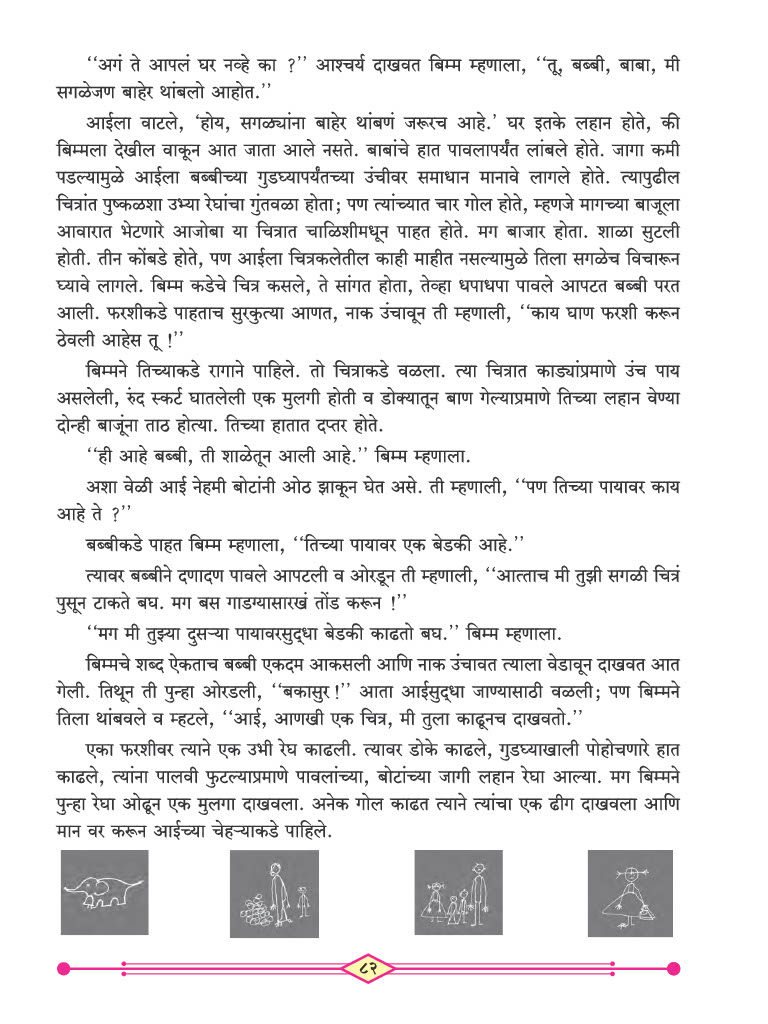 ‘‘अगं ते आपलं घर नव्हे का ?’’ आश्चर्य दाखवत बिम्म म्हणाला, ‘‘तू, बब्बी, बाबा, मी
सगळेजण बाहेर थांबलो आहोत.’’
आईला वाटले, ‘होय, सगळ्यांना बाहेर थांबणं जरूरच आहे.’ घर इतके लहान होते, की
बिम्मला देखील वाकून आत जाता आले नसते. बाबांचे हात पावलापर्यंत लांबले होते. जागा कमी
पडल्यामुळे आईला बब्बीच्या गुडघ्यापर्यंतच्या उंचीवर समाधान मानावे लागले होते. त्यापुढील
चित्रांत पुष्कळशा उभ्या रेघांचा गुंतवळा होता; पण त्यांच्यात चार गोल होते, म्हणजे मागच्या बाजूला
आवारात भेटणारे आजोबा या चित्रात चाळिशीमधून पाहत होते. मग बाजार होता. शाळा सुटली
होती. तीन कोंबडे होते, पण आईला चित्रकलेतील काही माहीत नसल्यामुळे तिला सगळेच विचारून
घ्यावे लागले. बिम्म कडेचे चित्र कसले, ते सांगत होता, तेव्हा धपाधपा पावले आपटत बब्बी परत
आली. फरशीकडे पाहताच सुरकुत्या आणत, नाक उंचावून ती म्हणाली, ‘‘काय घाण फरशी करून
ठेवली आहेस तू !’’
बिम्मने तिच्याकडे रागाने पाहिले. तो चित्राकडे वळला. त्या चित्रात काड्यांप्रमाणे उंच पाय
असलेली, रुंद स्कर्ट घातलेली एक मुलगी होती व डोक्यातून बाण गेल्याप्रमाणे तिच्या लहान वेण्या
दोन्ही बाजूंना ताठ होत्या. तिच्या हातात दप्तर होते.
‘‘ही आहे बब्बी, ती शाळेतून आली आहे.’’ बिम्म म्हणाला.
अशा वेळी आई नेहमी बोटांनी ओठ झाकून घेत असे. ती म्हणाली, ‘‘पण तिच्या पायावर काय
आहे ते ?’’
बब्बीकडे पाहत बिम्म म्हणाला, ‘‘तिच्या पायावर एक बेडकी आहे.’’
त्यावर बब्बीने दणादण पावले आपटली व ओरडून ती म्हणाली, ‘‘आत्ताच मी तुझी सगळी चित्रं
पुसून टाकते बघ. मग बस गाडग्यासारखं तोंड करून !’’
‘‘मग मी तुझ्या दुसऱ्या पायावरसुद्धा बेडकी काढतो बघ.’’ बिम्म म्हणाला.
बिम्मचे शब्द ऐकताच बब्बी एकदम आकसली आणि नाक उंचावत त्याला वेडावून दाखवत आत
गेली. तिथून ती पुन्हा ओरडली, ‘‘बकासुर!’’ आता आईसुद्धा जाण्यासाठी वळली; पण बिम्मने
तिला थांबवले व म्हटले, ‘‘आई, आणखी एक चित्र, मी तुला काढूनच दाखवतो.’’
एका फरशीवर त्याने एक उभी रेघ काढली. त्यावर डोके काढले, गुडघ्याखाली पोहोचणारे हात
काढले, त्यांना पालवी फुटल्याप्रमाणे पावलांच्या, बोटांच्या जागी लहान रेघा आल्या. मग बिम्मने
पुन्हा रेघा ओढून एक मुलगा दाखवला. अनेक गोल काढत त्याने त्यांचा एक ढीग दाखवला आणि
मान वर करून आईच्या चेहऱ्याकडे पाहिले.
८२